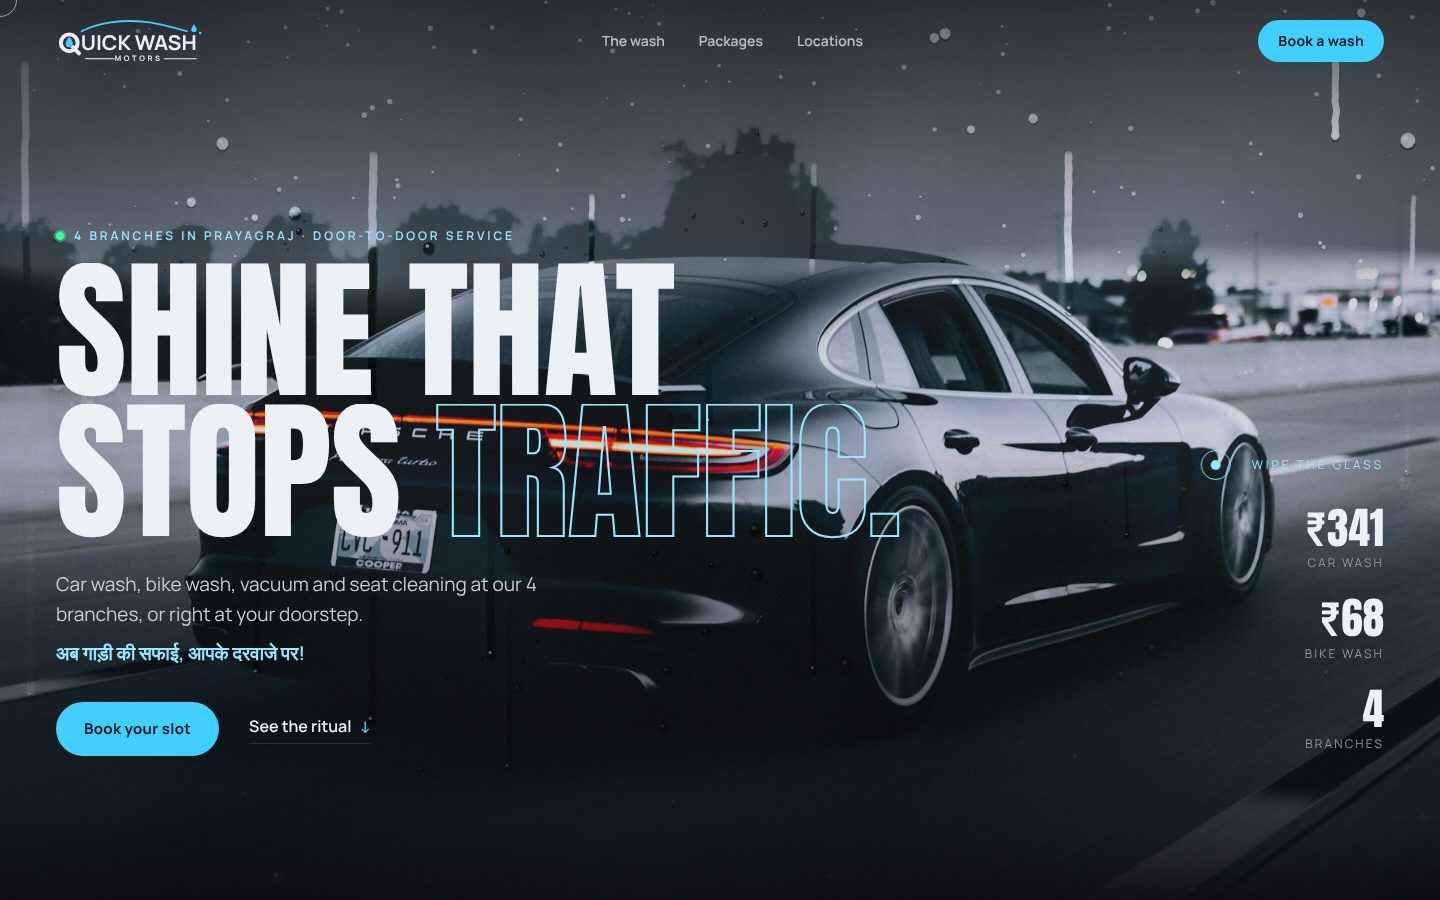 QUICK WASH
MOTORS
The wash
Packages
Locations
Book a wash
4 BRANCHES IN PRAYAGRAJ · DOOR-TO-DOOR SERVICE
SHINE THAT
STOPS TRAFFIC.
turbo
-911
COOPER
WIPE THE GLASS
₹341
CAR WASH
₹68
BIKE WASH
4
BRANCHES
Car wash, bike wash, vacuum and seat cleaning at our 4
branches, or right at your doorstep.
अब गाड़ी की सफाई, आपके दरवाजे पर!
Book your slot
See the ritual ↓